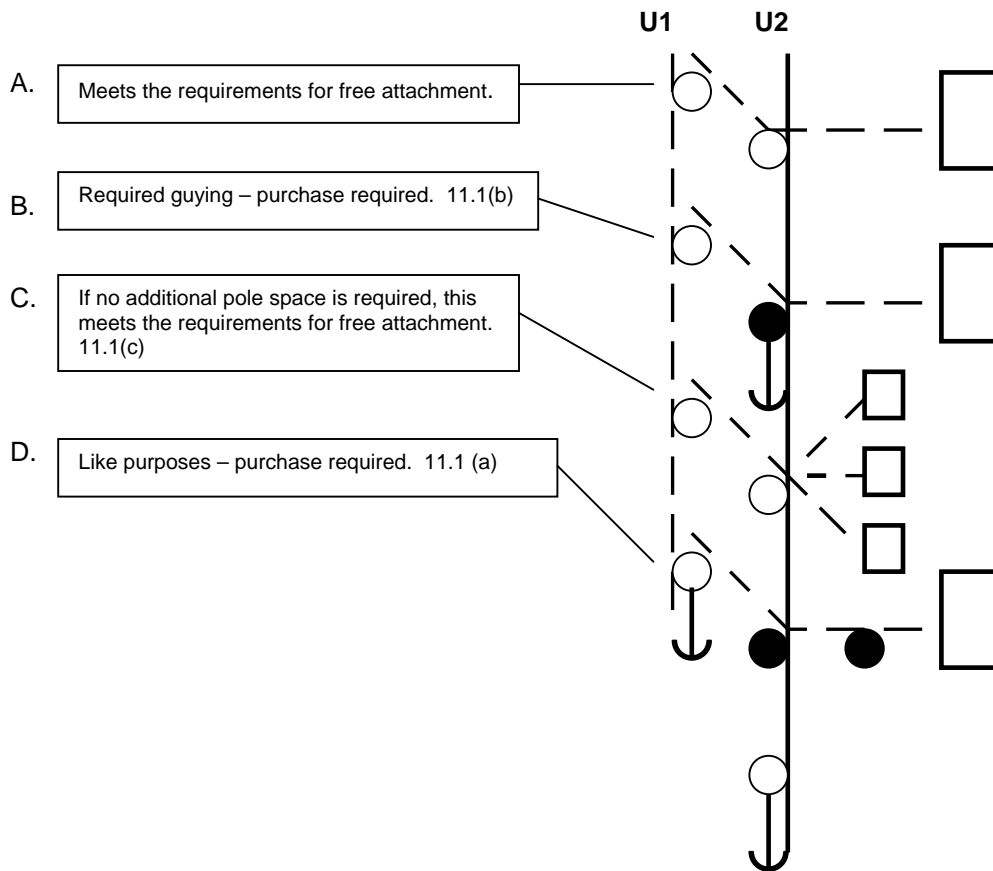 U1 U2
A. Meets the requirements for free attachment.
B. Required guying – purchase required. 11.1(b)
C. If no additional pole space is required, this
meets the requirements for free attachment.
11.1(c)
D. Like purposes – purchase required. 11.1 (a)